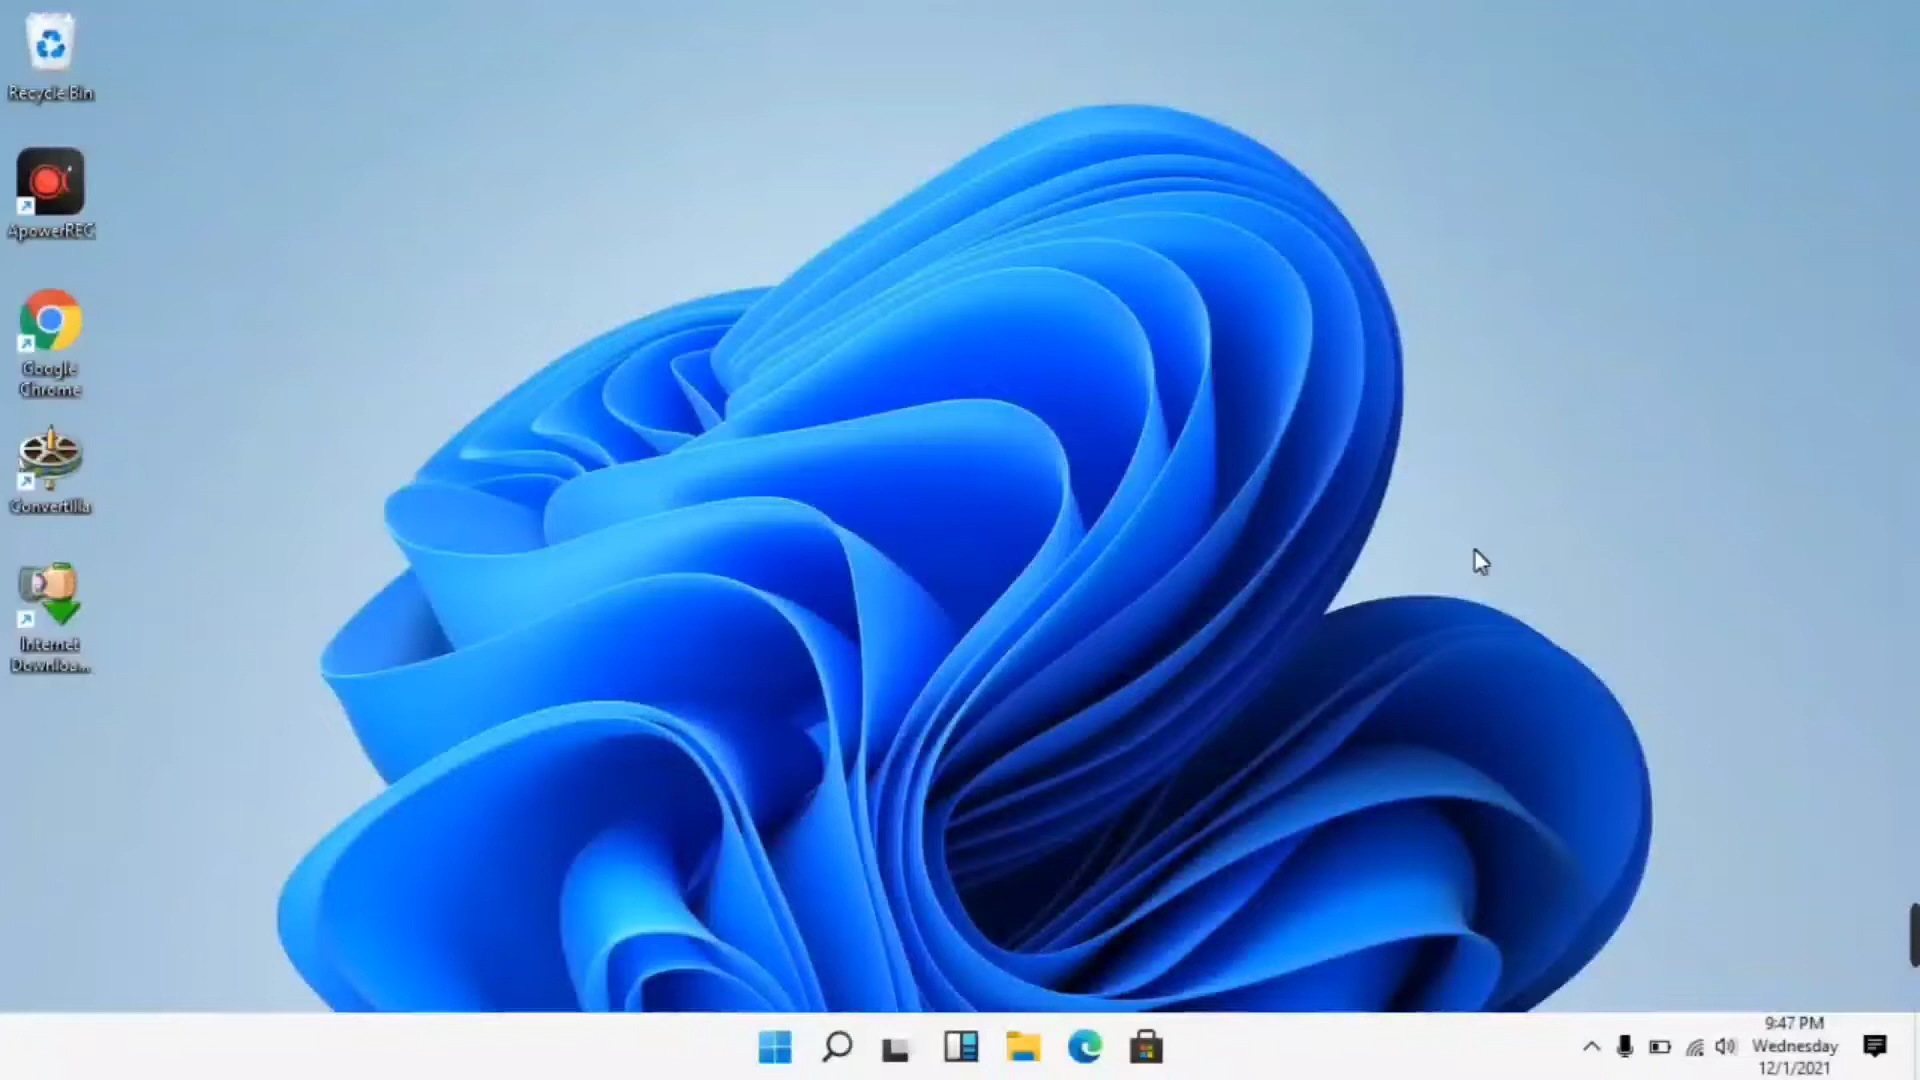 Recycle Bin
ApowerREC
Google
Chrome
Convertilla
Internet
Downloa...
9:47 PM
Wednesday
12/1/2021